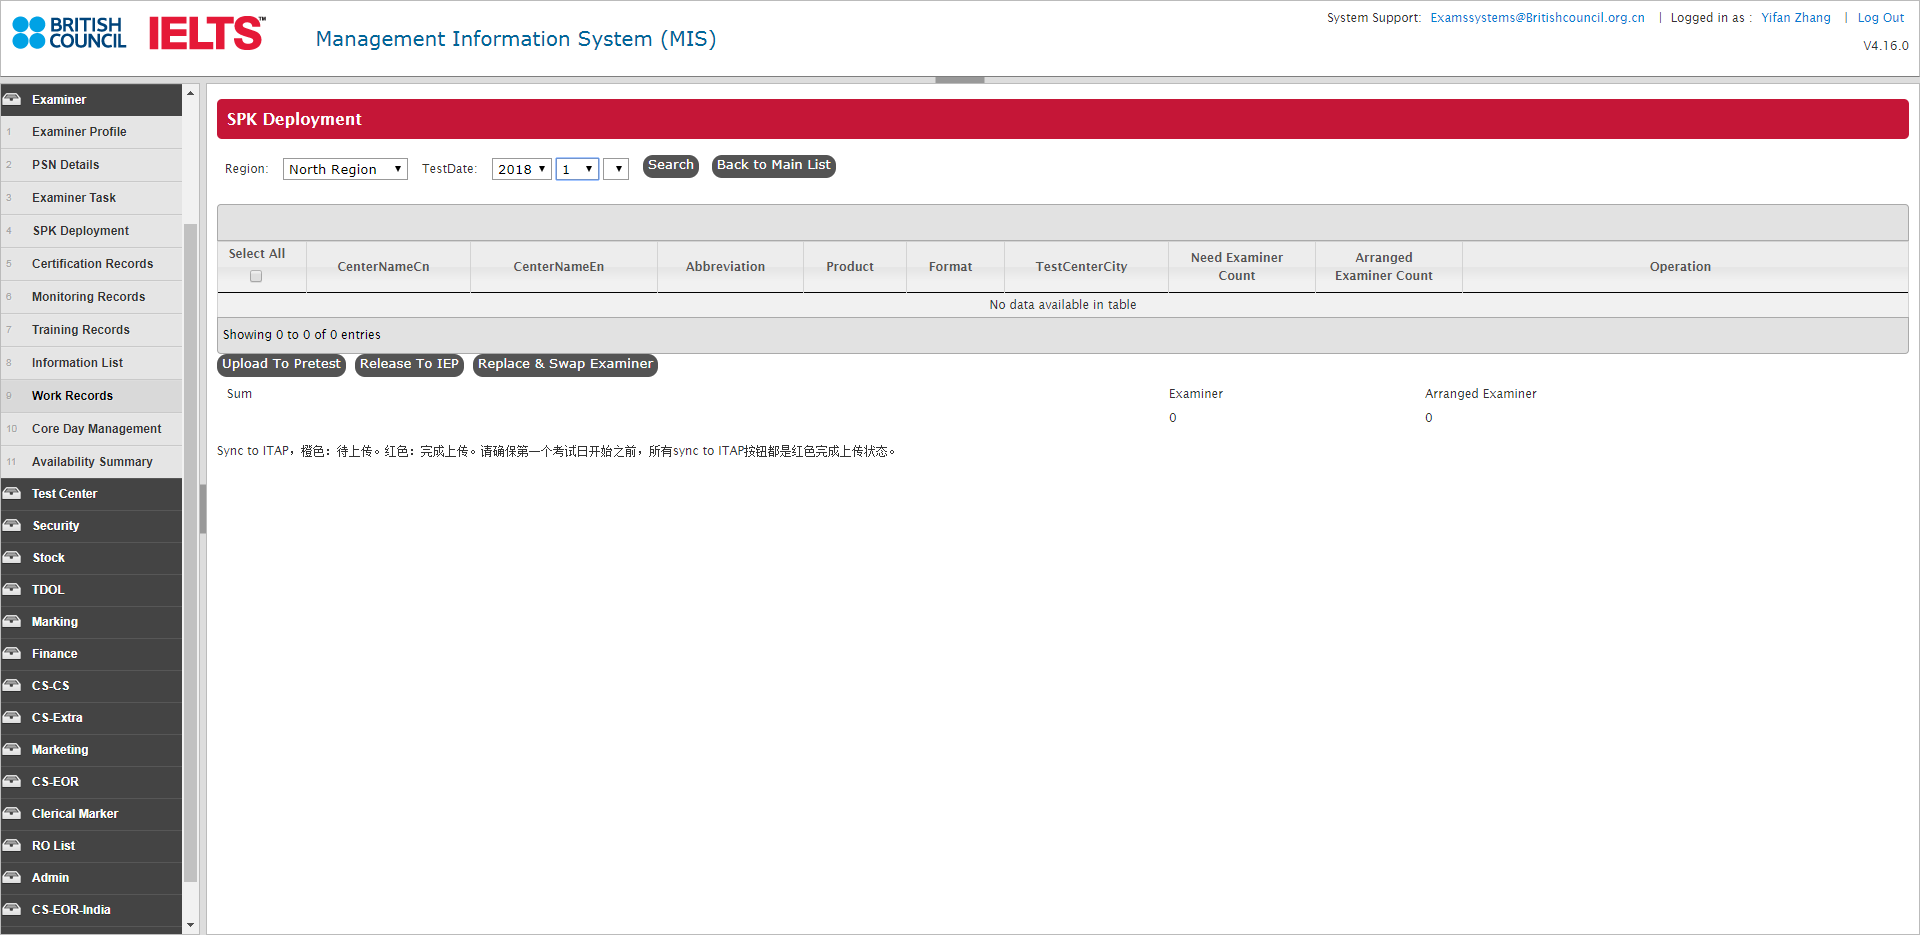 BRITISH COUNCIL
IELTS™
Management Information System (MIS)
System Support: Examssystems@Britishcouncil.org.cn | Logged in as : Yifan Zhang | Log Out
V4.16.0
Examiner
1 Examiner Profile
2 PSN Details
3 Examiner Task
4 SPK Deployment
5 Certification Records
6 Monitoring Records
7 Training Records
8 Information List
9 Work Records
10 Core Day Management
11 Availability Summary
Test Center
Security
Stock
TDOL
Marking
Finance
CS-CS
CS-Extra
Marketing
CS-EOR
Clerical Marker
RO List
Admin
CS-EOR-India
SPK Deployment
Region: North Region TestDate: 2018 1 Search Back to Main List
Select All CenterNameCn CenterNameEn Abbreviation Product Format TestCenterCity Need Examiner Count Arranged Examiner Count Operation
No data available in table
Showing 0 to 0 of 0 entries
Upload To Pretest Release To IEP Replace & Swap Examiner
Sum Examiner Arranged Examiner
0 0
Sync to ITAP，橙色：待上传。红色：完成上传。请确保第一个考试日开始之前，所有sync to ITAP按钮都是红色完成上传状态。